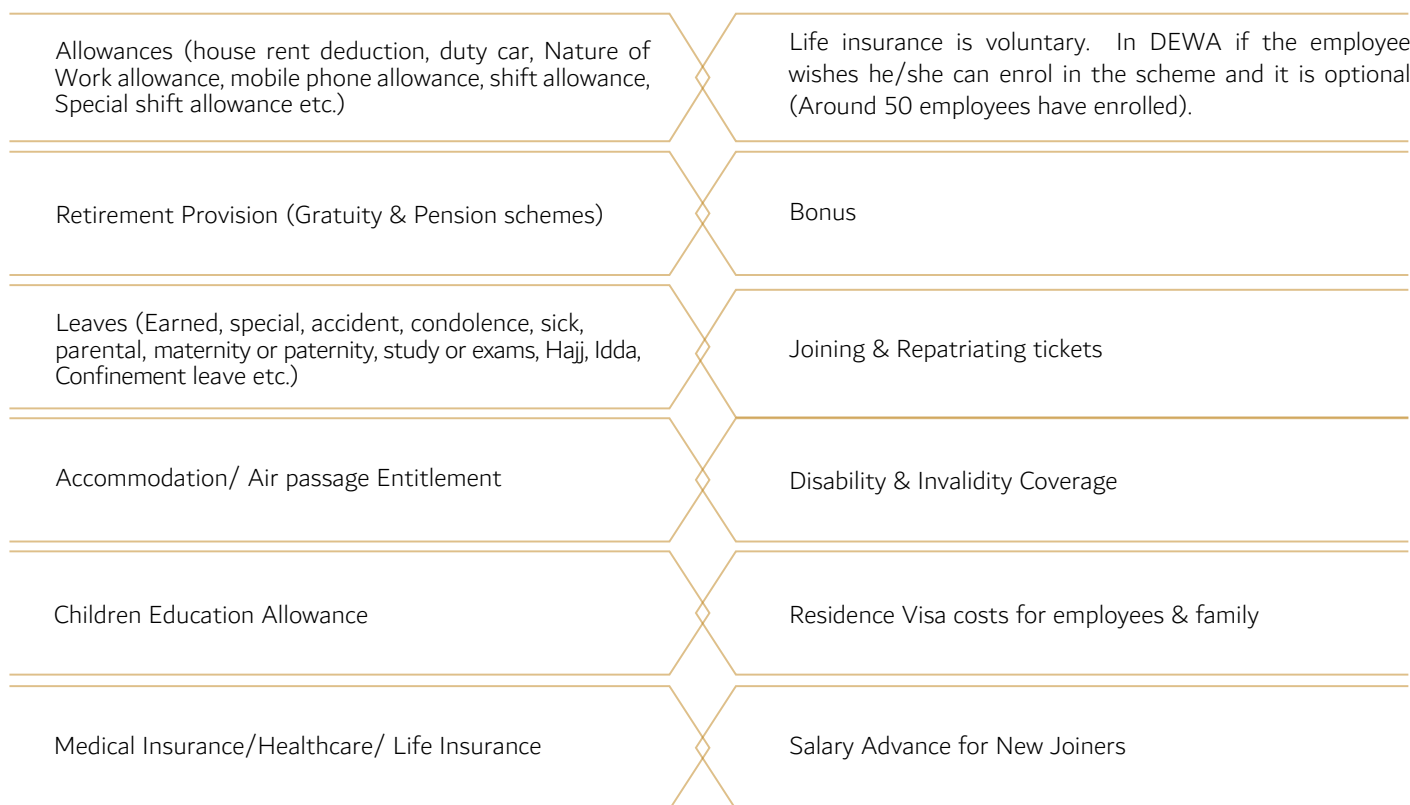 Allowances (house rent deduction, duty car, Nature of
Work allowance, mobile phone allowance, shift allowance,
Special shift allowance etc.)
Life insurance is voluntary. In DEWA if the employee
wishes he/she can enrol in the scheme and it is optional
(Around 50 employees have enrolled).
Retirement Provision (Gratuity & Pension schemes)
Bonus
Leaves (Earned, special, accident, condolence, sick,
parental, maternity or paternity, study or exams, Hajj, Idda,
Confinement leave etc.)
Joining & Repatriating tickets
Accommodation/ Air passage Entitlement
Disability & Invalidity Coverage
Children Education Allowance
Residence Visa costs for employees & family
Medical Insurance/Healthcare/ Life Insurance
Salary Advance for New Joiners